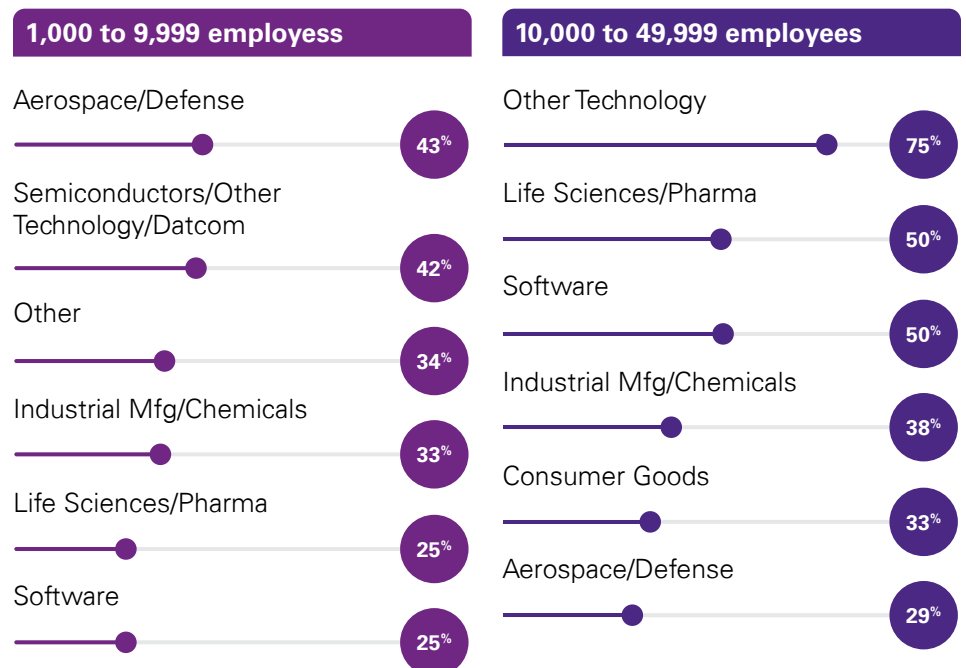 1,000 to 9,999 employess
Aerospace/Defense
43%
Semiconductors/Other
Technology/Datcom
42%
Other
34%
Industrial Mfg/Chemicals
33%
Life Sciences/Pharma
25%
Software
25%
10,000 to 49,999 employees
Other Technology
75%
Life Sciences/Pharma
50%
Software
50%
Industrial Mfg/Chemicals
38%
Consumer Goods
33%
Aerospace/Defense
29%